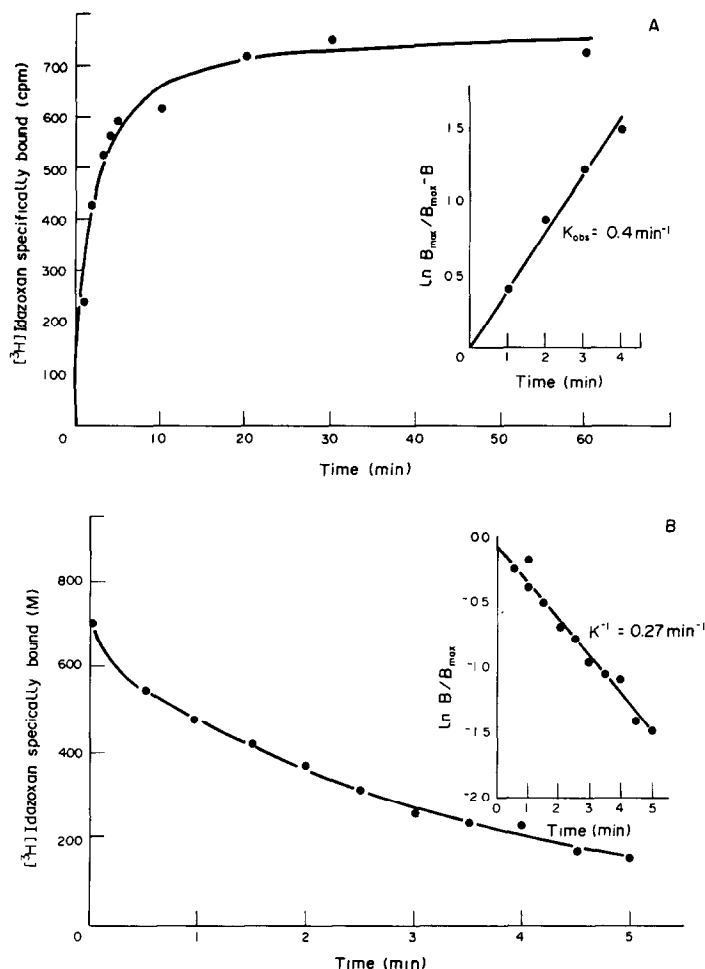 A
[³H] Idazoxan specifically bound (cpm)
700
600
500
400
300
200
100
0
0 10 20 30 40 50 60
Time (min)
Ln Bmax/Bmax-B
1 5
1 0
0 5
0
1 2 3 4
Kobs = 0.4 min⁻¹
Time (min)
B
[³H] Idazoxan specically bound (M)
800
600
400
200
0 1 2 3 4 5
Time (min)
Ln B/Bmax
0 0
-0 5
-1 0
-1 5
-2 0
0 1 2 3 4 5
K⁻¹ = 0.27 min⁻¹
Time (min)